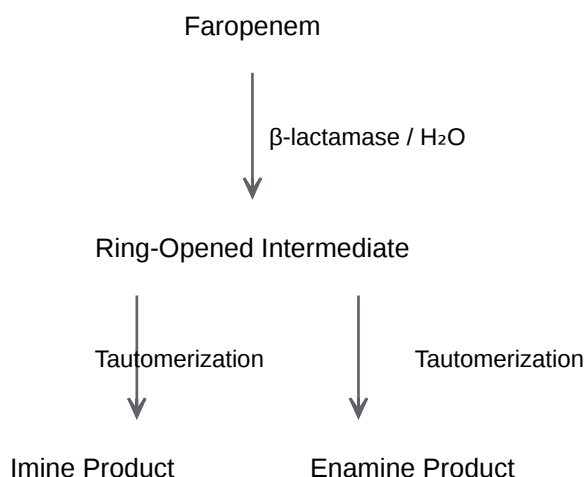 Faropenem
β-lactamase / H₂O
Ring-Opened Intermediate
Tautomerization
Tautomerization
Imine Product
Enamine Product